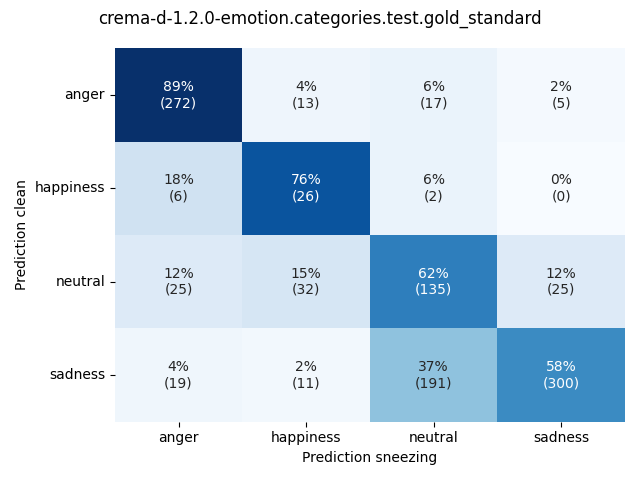 crema-d-1.2.0-emotion.categories.test.gold_standard
Prediction clean
anger
89%
(272)
4%
(13)
6%
(17)
2%
(5)
happiness
18%
(6)
76%
(26)
6%
(2)
0%
(0)
neutral
12%
(25)
15%
(32)
62%
(135)
12%
(25)
sadness
4%
(19)
2%
(11)
37%
(191)
58%
(300)
anger
happiness
neutral
sadness
Prediction sneezing